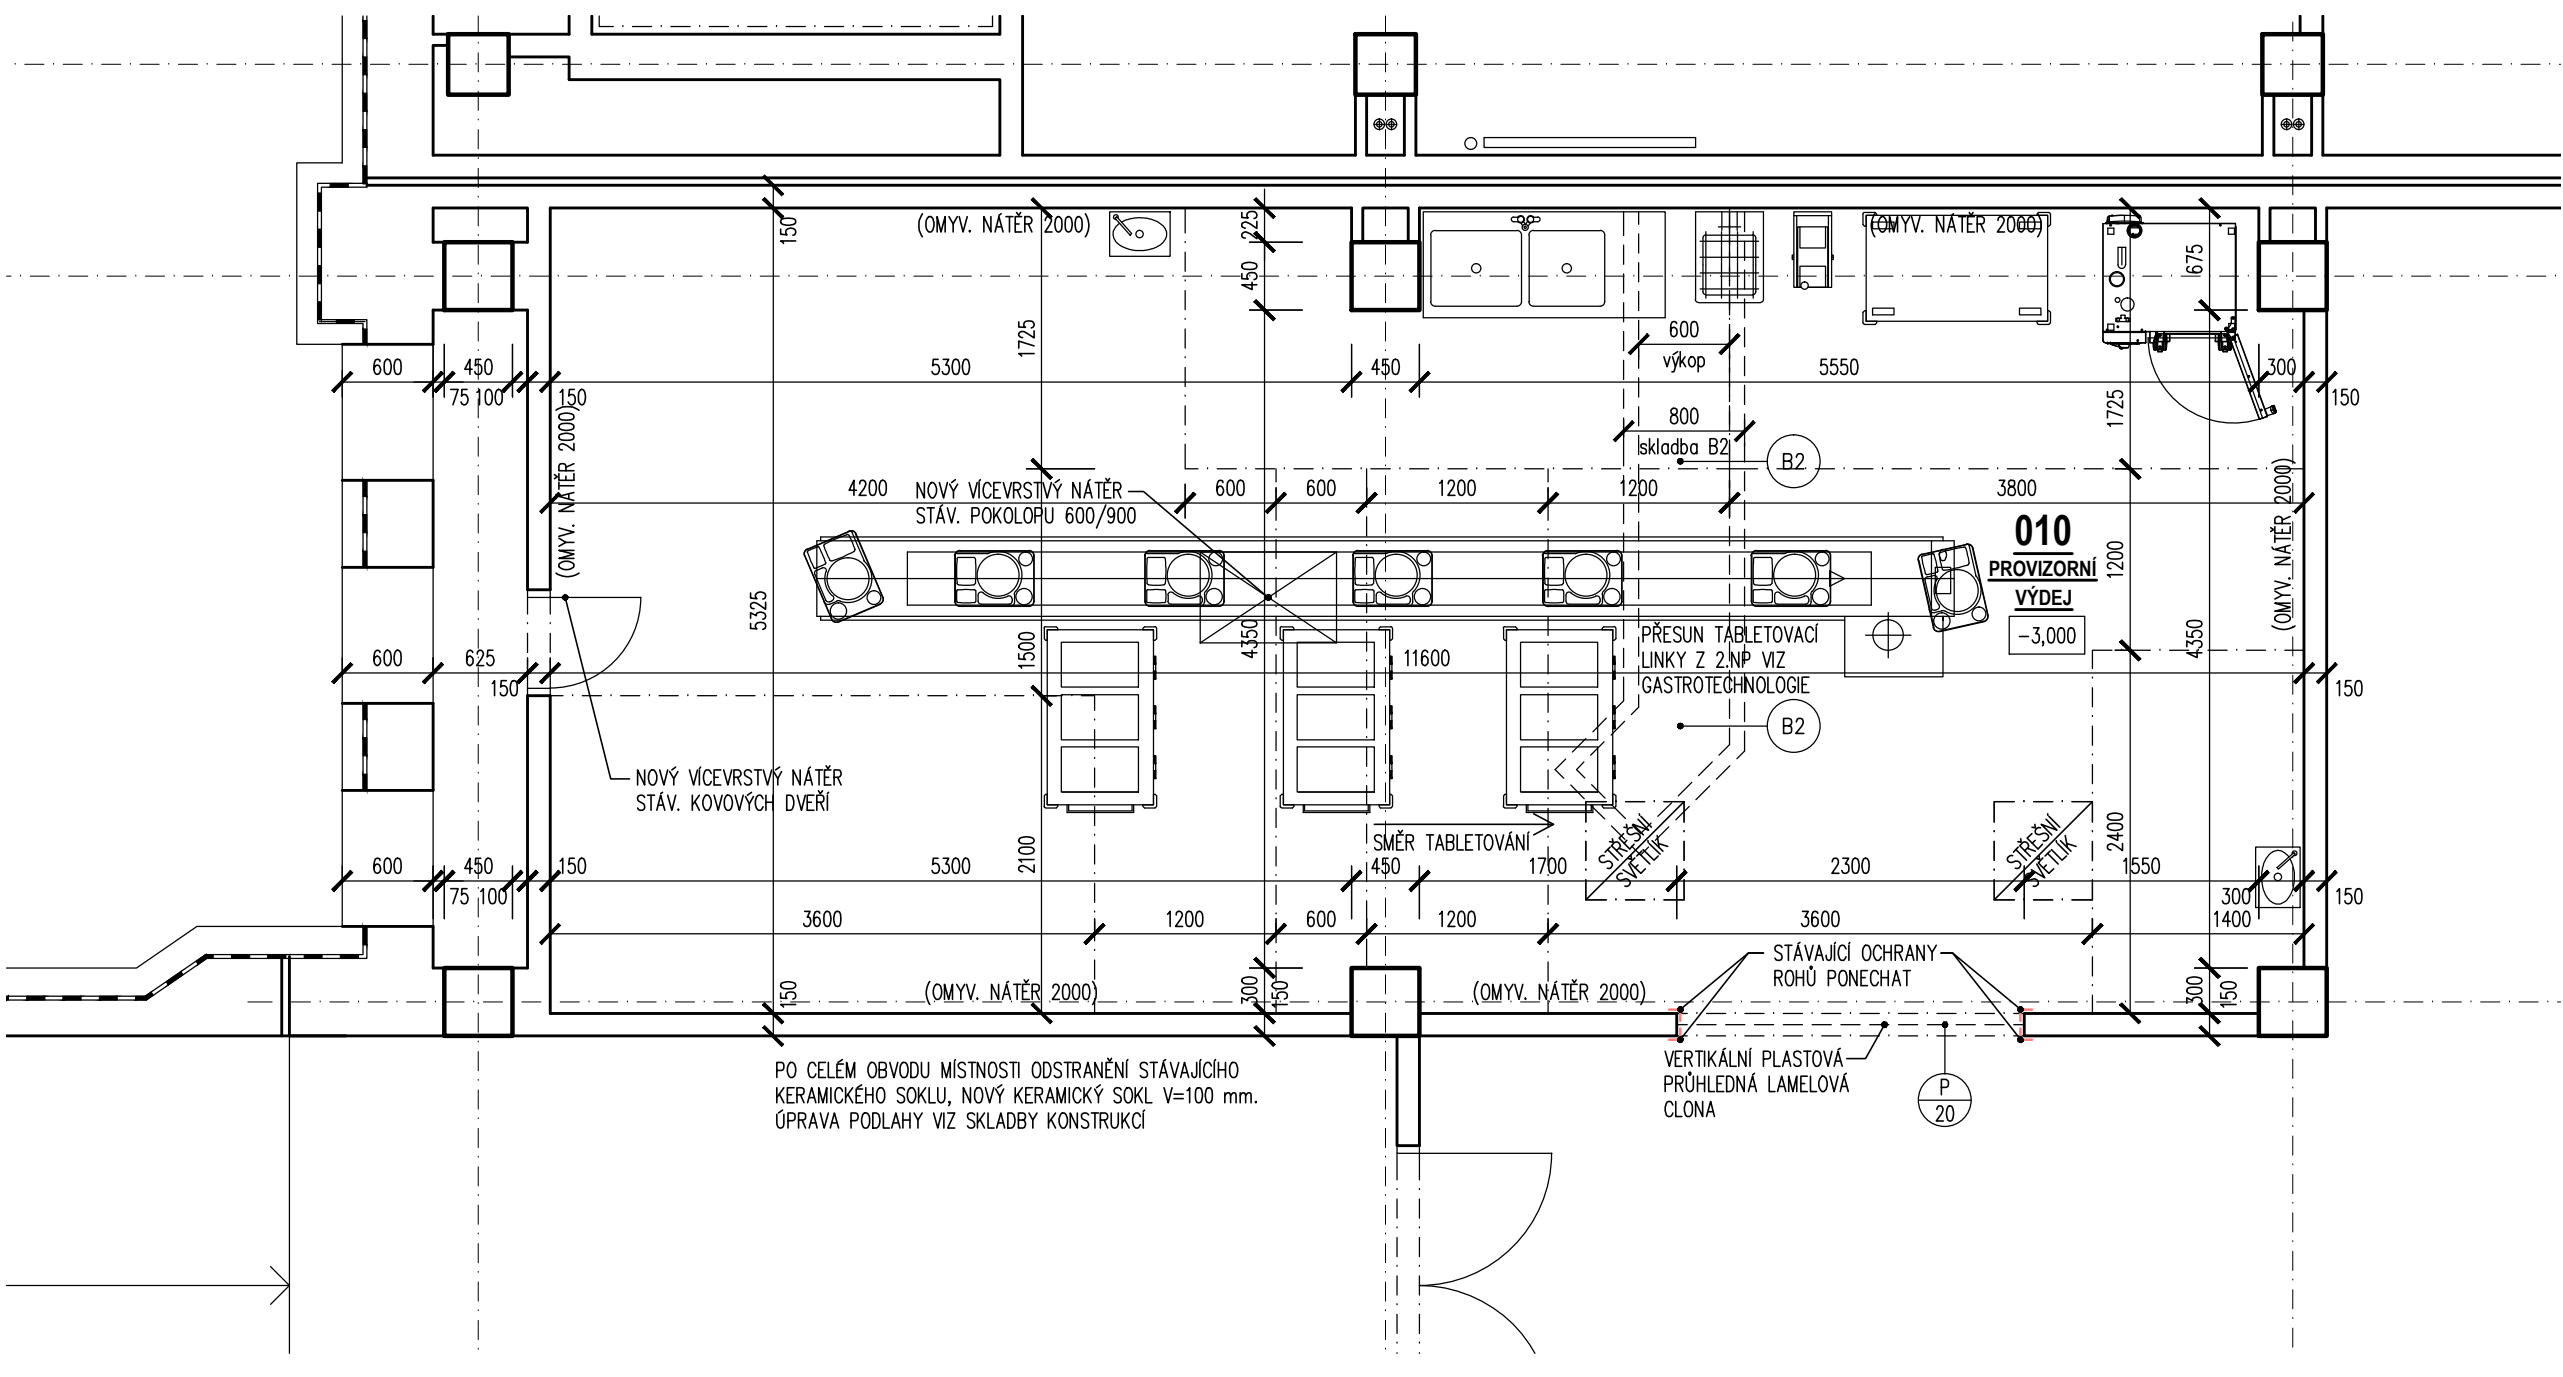 150
(OMYV. NÁTĚR 2000)
225
(OMYV. NÁTĚR 2000)
450
675
1725
600
výkop
600
450
75 100
150
5300
450
5550
300
150
1725
800
skladba B2
B2
(OMYV. NÁTĚR 2000)
(OMYV. NÁTĚR 2000)
4200
NOVÝ VÍCEVRSTVÝ NÁTĚR
STÁV. POKOLOPU 600/900
600
600
1200
1200
3800
010
PROVIZORNÍ
VÝDEJ
-3,000
1200
5325
1500
4350
4350
PŘESUN TABLETOVACÍ
LINKY Z 2.NP VIZ
GASTROTECHNOLOGIE
600
625
150
11600
150
B2
NOVÝ VÍCEVRSTVÝ NÁTĚR
STÁV. KOVOVÝCH DVEŘÍ
SMĚR TABLETOVÁNÍ
STŘEŠNÍ
SVĚTLÍK
STŘEŠNÍ
SVĚTLÍK
2100
2400
600
450
75 100
150
5300
450
1700
2300
1550
300
150
3600
1200
600
1200
3600
1400
STÁVAJÍCÍ OCHRANY
ROHŮ PONECHAT
150
(OMYV. NÁTĚR 2000)
300
150
(OMYV. NÁTĚR 2000)
300
150
PO CELÉM OBVODU MÍSTNOSTI ODSTRANĚNÍ STÁVAJÍCÍHO
KERAMICKÉHO SOKLU, NOVÝ KERAMICKÝ SOKL V=100 mm.
ÚPRAVA PODLAHY VIZ SKLADBY KONSTRUKCÍ
VERTIKÁLNÍ PLASTOVÁ
PRŮHLEDNÁ LAMELOVÁ
CLONA
P
20